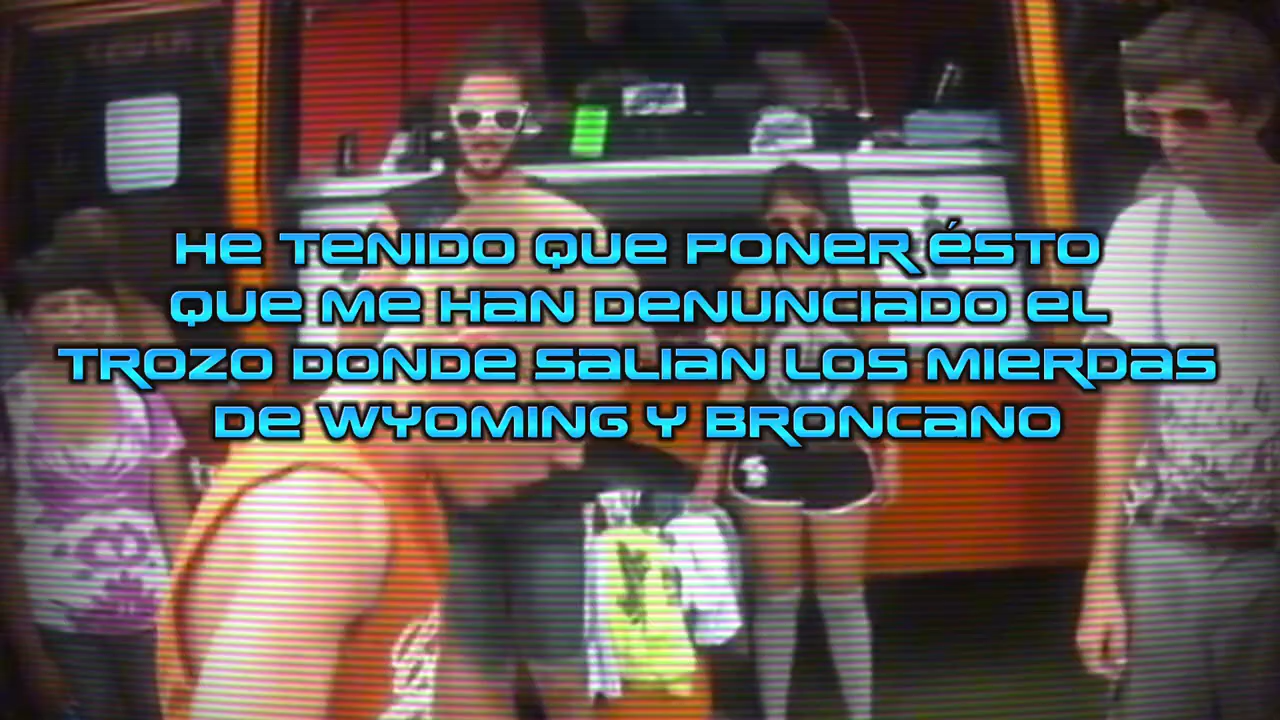 HE TENIDO QUE PONER ÉSTO
QUE ME HAN DENUNCIADO EL
TROZO DONDE SALIAN LOS MIERDAS
DE WYOMING Y BRONCANO